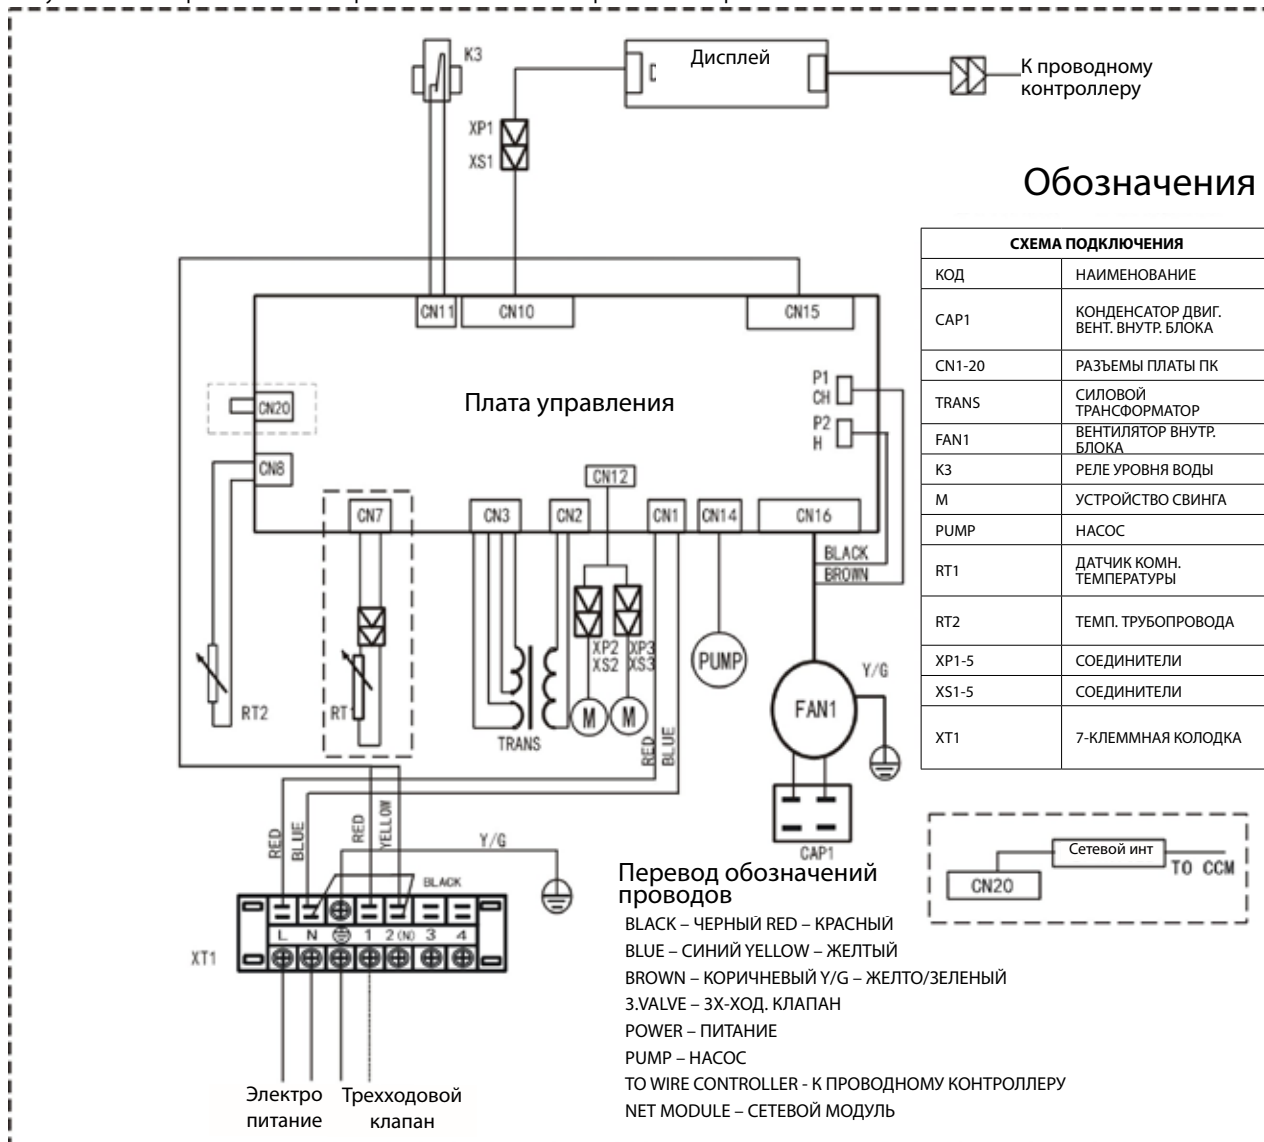 K3
Дисплей
К проводному
контроллеру
XP1
XS1
Обозначения
СХЕМА ПОДКЛЮЧЕНИЯ
КОД НАИМЕНОВАНИЕ
CAP1 КОНДЕНСАТОР ДВИГ.
ВЕНТ. ВНУТР. БЛОКА
CN1-20 РАЗЪЕМЫ ПЛАТЫ ПК
TRANS СИЛОВОЙ
ТРАНСФОРМАТОР
FAN1 ВЕНТИЛЯТОР ВНУТР.
БЛОКА
К3 РЕЛЕ УРОВНЯ ВОДЫ
М УСТРОЙСТВО СВИНГА
PUMP НАСОС
RT1 ДАТЧИК КОМН.
ТЕМПЕРАТУРЫ
RT2 ТЕМП. ТРУБОПРОВОДА
XP1-5 СОЕДИНИТЕЛИ
XS1-5 СОЕДИНИТЕЛИ
XT1 7-КЛЕММНАЯ КОЛОДКА
CN11
CN10
CN15
P1
CH
P2
H
CN20
Плата управления
CN8
CN12
CN7
CN3
CN2
CN1
CN14
CN16
BLACK
BROWN
XP2
XS2
XP3
XS3
PUMP
Y/G
RT2
RT
M
M
FAN1
TRANS
RED
BLUE
RED
BLUE
RED
YELLOW
Y/G
CAP1
BLACK
L N 1 2(N) 3 4
XT1
Электро
питание
Трехходовой
клапан
Сетевой инт
CN20
TO CCM
Перевод обозначений
проводов
BLACK – ЧЕРНЫЙ RED – КРАСНЫЙ
BLUE – СИНИЙ YELLOW – ЖЕЛТЫЙ
BROWN – КОРИЧНЕВЫЙ Y/G – ЖЕЛТО/ЗЕЛЕНЫЙ
3.VALVE – 3Х-ХОД. КЛАПАН
POWER – ПИТАНИЕ
PUMP – НАСОС
TO WIRE CONTROLLER - К ПРОВОДНОМУ КОНТРОЛЛЕРУ
NET MODULE – СЕТЕВОЙ МОДУЛЬ